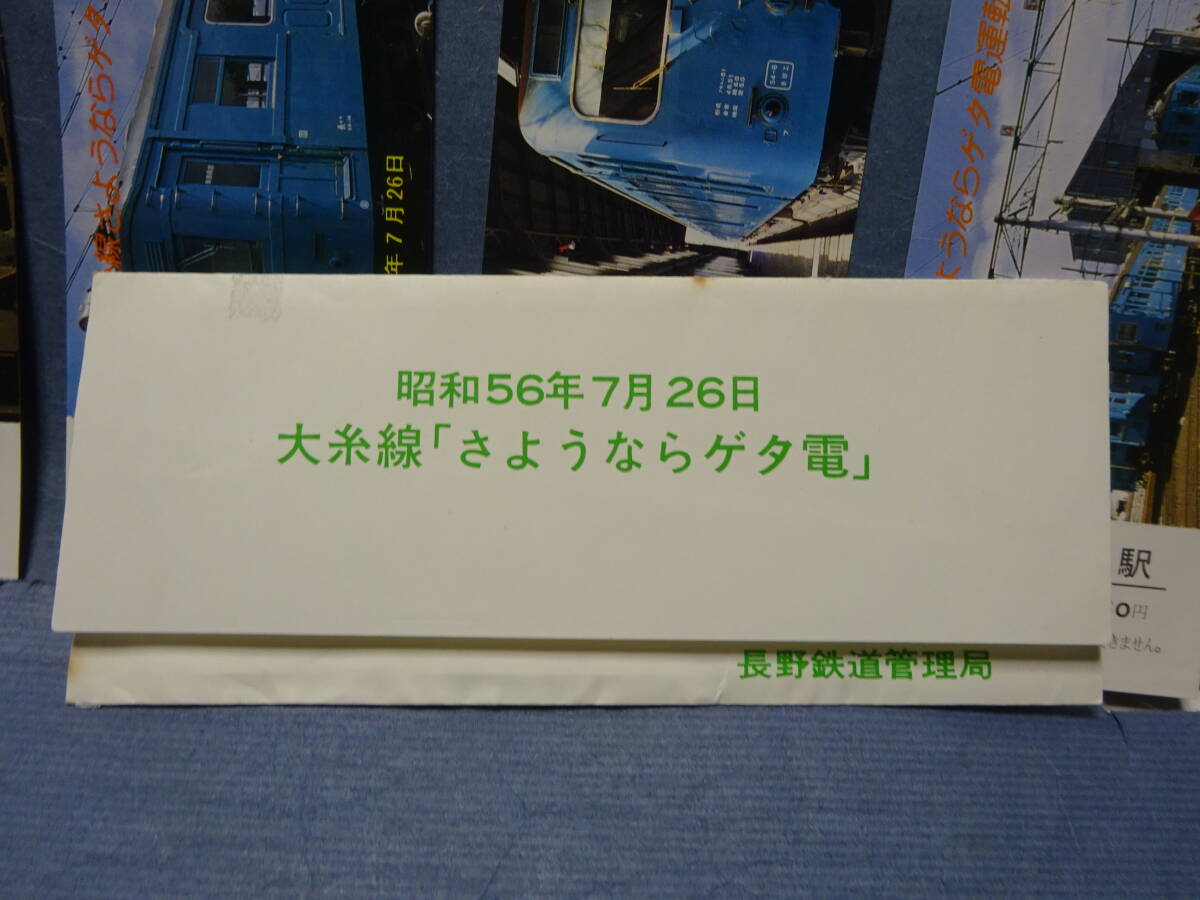 線さようならゲタ
年7月26日
ようならゲタ電運転
昭和56年7月26日
大糸線「さようならゲタ電」
長野鉄道管理局
駅
0円
きません。